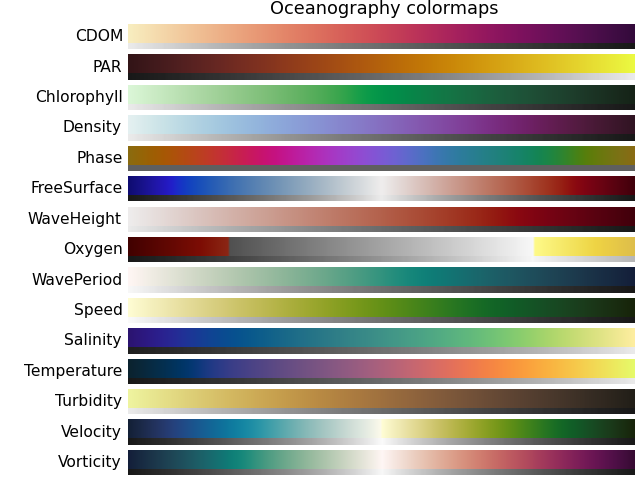 Oceanography colormaps
CDOM
PAR
Chlorophyll
Density
Phase
FreeSurface
WaveHeight
Oxygen
WavePeriod
Speed
Salinity
Temperature
Turbidity
Velocity
Vorticity